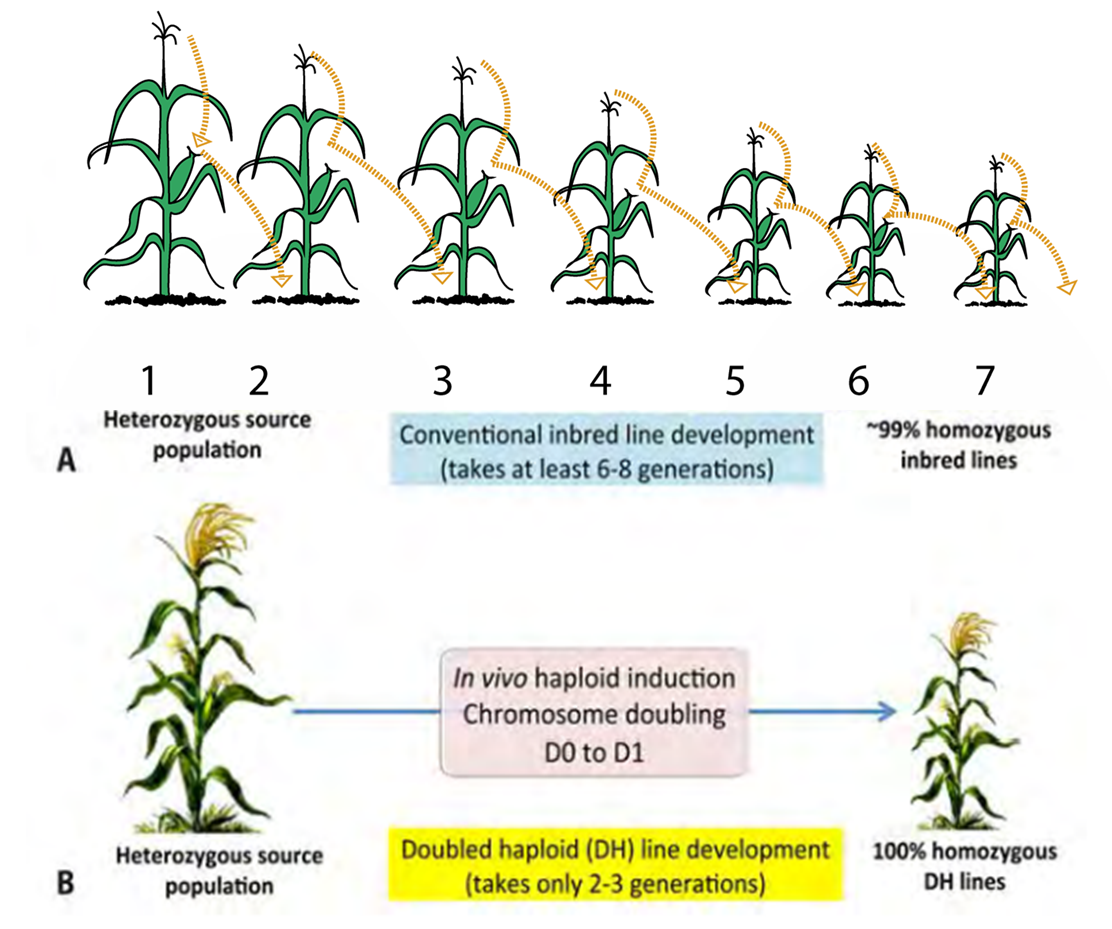 1 2 3 4 5 6 7
Heterozygous source
population
Conventional inbred line development
(takes at least 6-8 generations)
~99% homozygous
inbred lines
A
In vivo haploid induction
Chromosome doubling
D0 to D1
Heterozygous source
population
Doubled haploid (DH) line development
(takes only 2-3 generations)
100% homozygous
DH lines
B